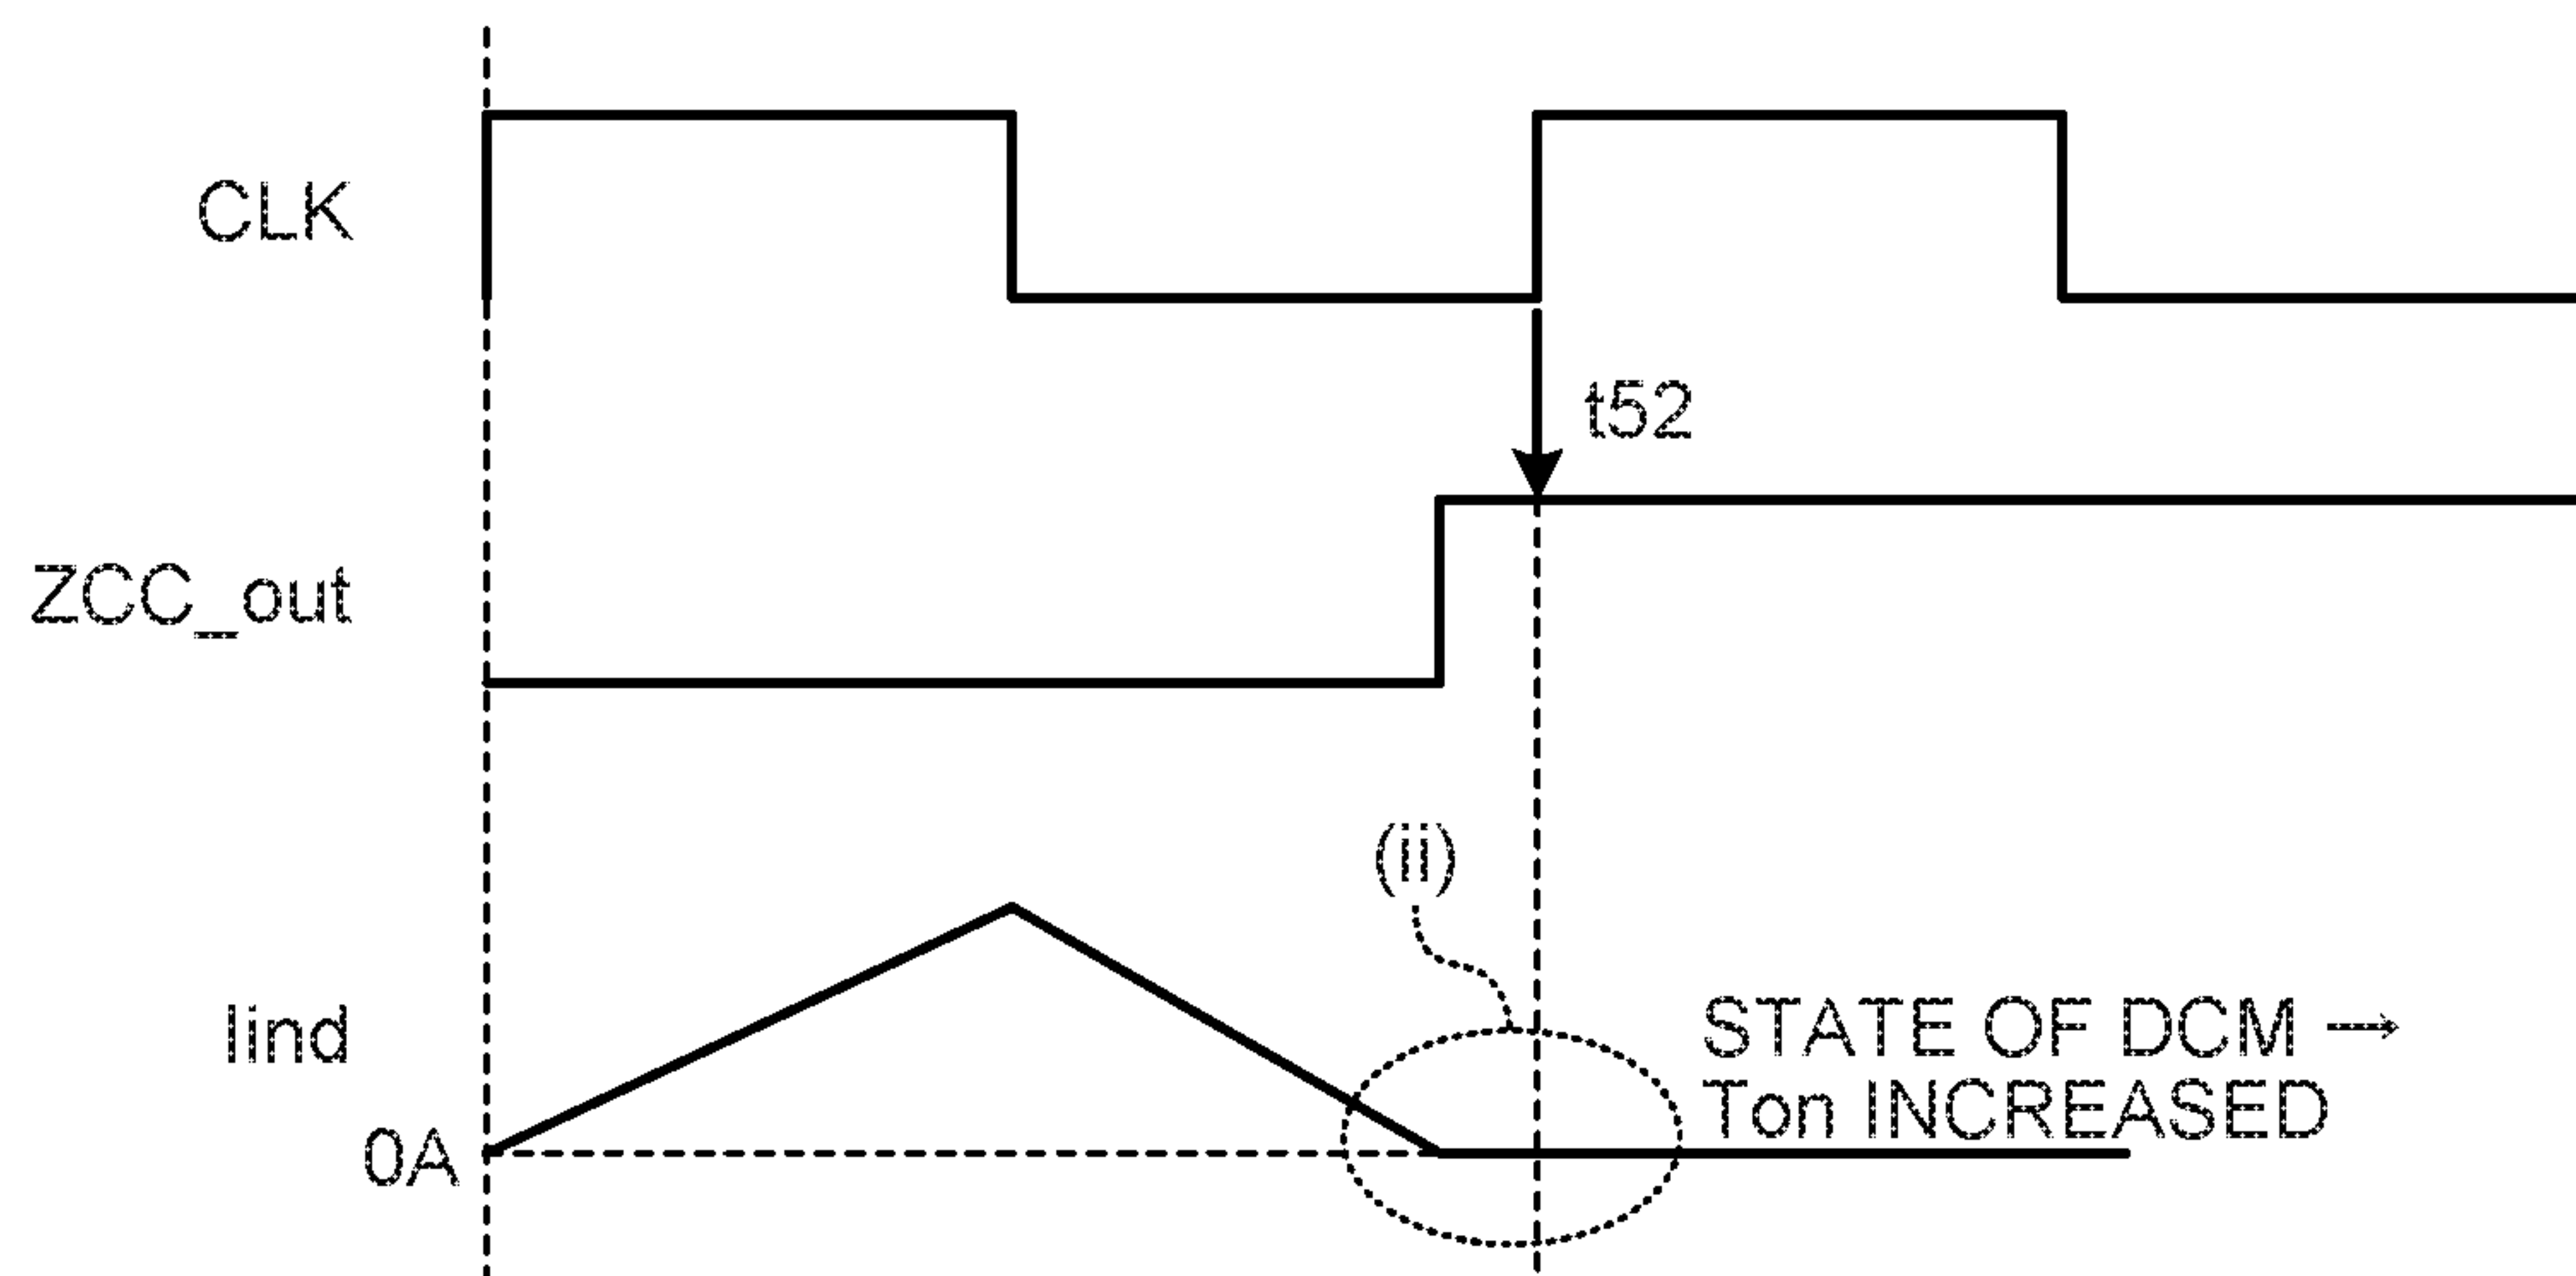 CLK
t52
ZCC_out
(ii)
Iind
STATE OF DCM →
Ton INCREASED
0A